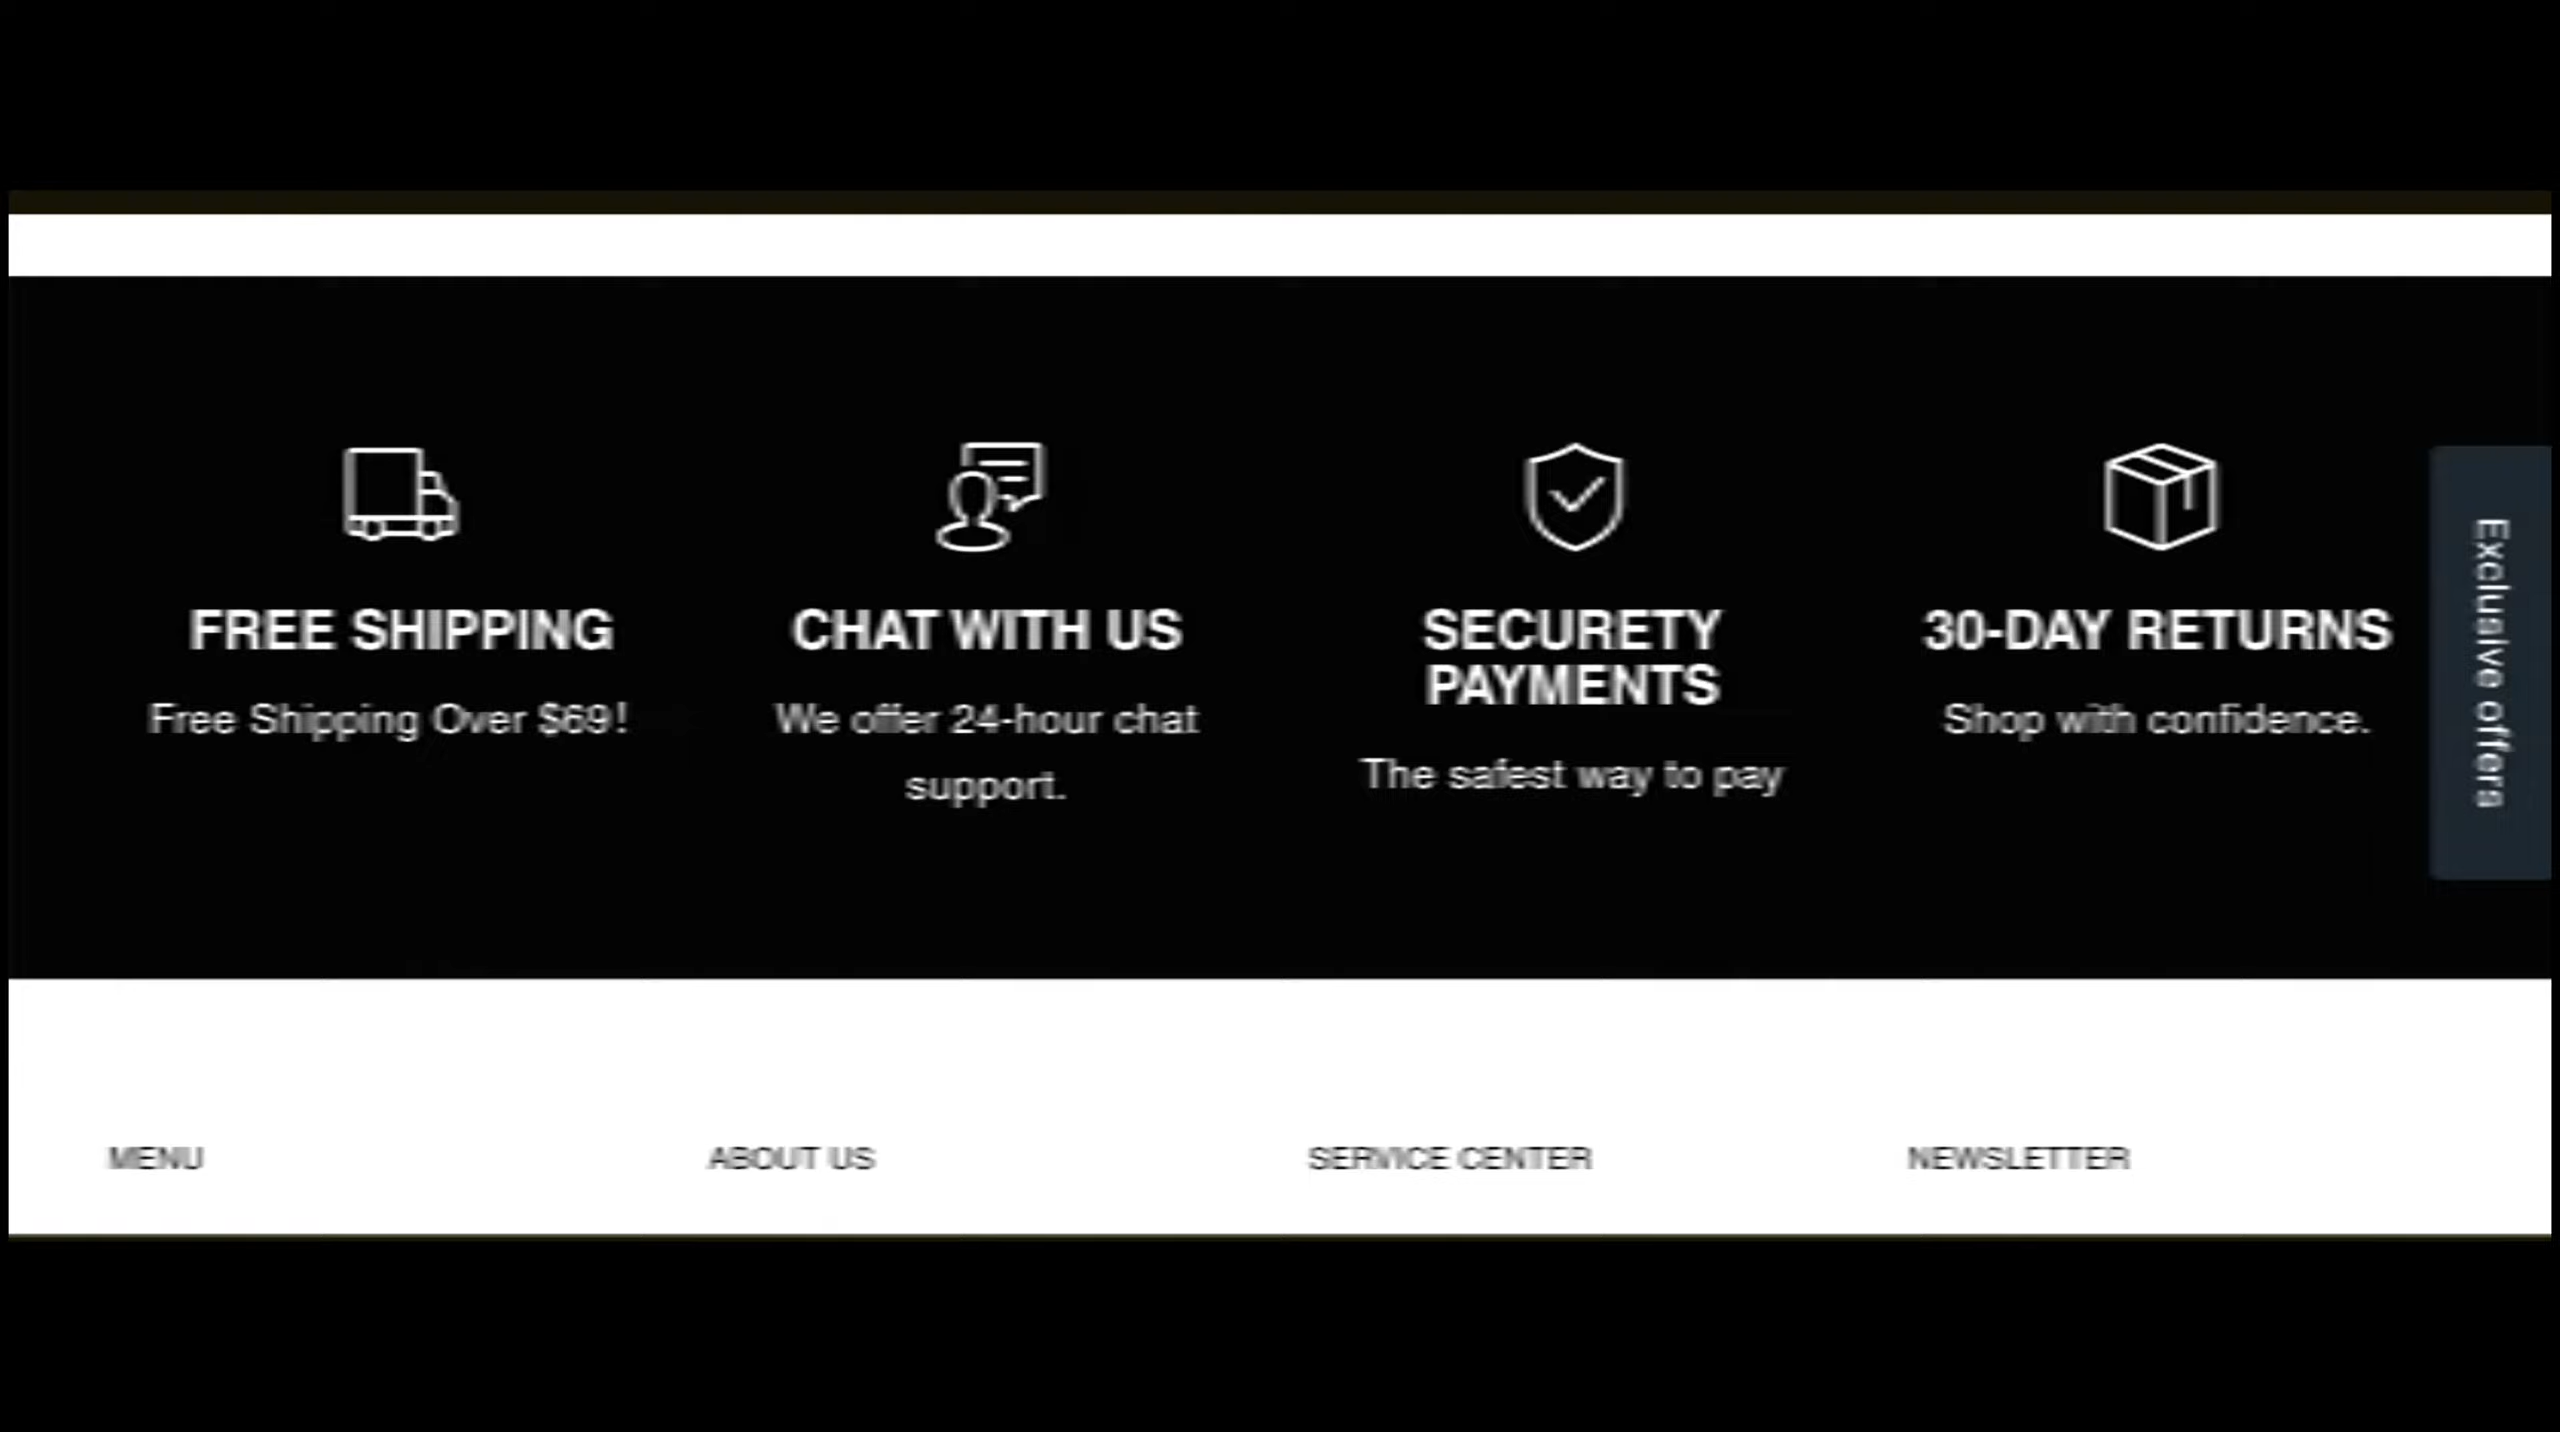 FREE SHIPPING
Free Shipping Over $69!
CHAT WITH US
We offer 24-hour chat
support.
SECURETY
PAYMENTS
The safest way to pay
30-DAY RETURNS
Shop with confidence.
Exclusive offers
MENU
ABOUT US
SERVICE CENTER
NEWSLETTER